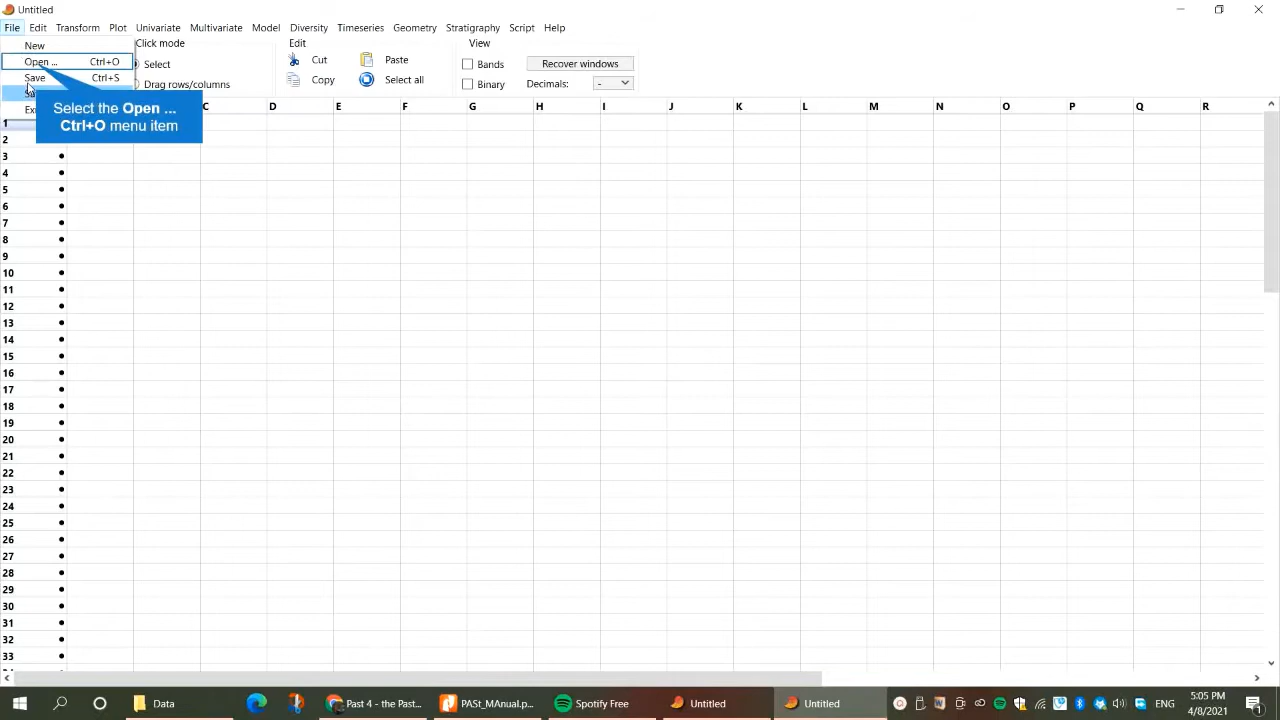 Untitled
File Edit Transform Plot Univariate Multivariate Model Diversity Timeseries Geometry Stratigraphy Script Help
New
Open ... Ctrl+O
Save Ctrl+S
Select the Open ...
Ctrl+O menu item
Click mode
Select
Drag rows/columns
Edit
Cut Paste
Copy Select all
View
Bands Recover windows
Binary Decimals: -
C D E F G H I J K L M N O P Q R
1
2
3
4
5
6
7
8
9
10
11
12
13
14
15
16
17
18
19
20
21
22
23
24
25
26
27
28
29
30
31
32
33
Data
Past 4 - the Past...
PASt_MAnual.p...
Spotify Free
Untitled
Untitled
ENG
5:05 PM
4/8/2021